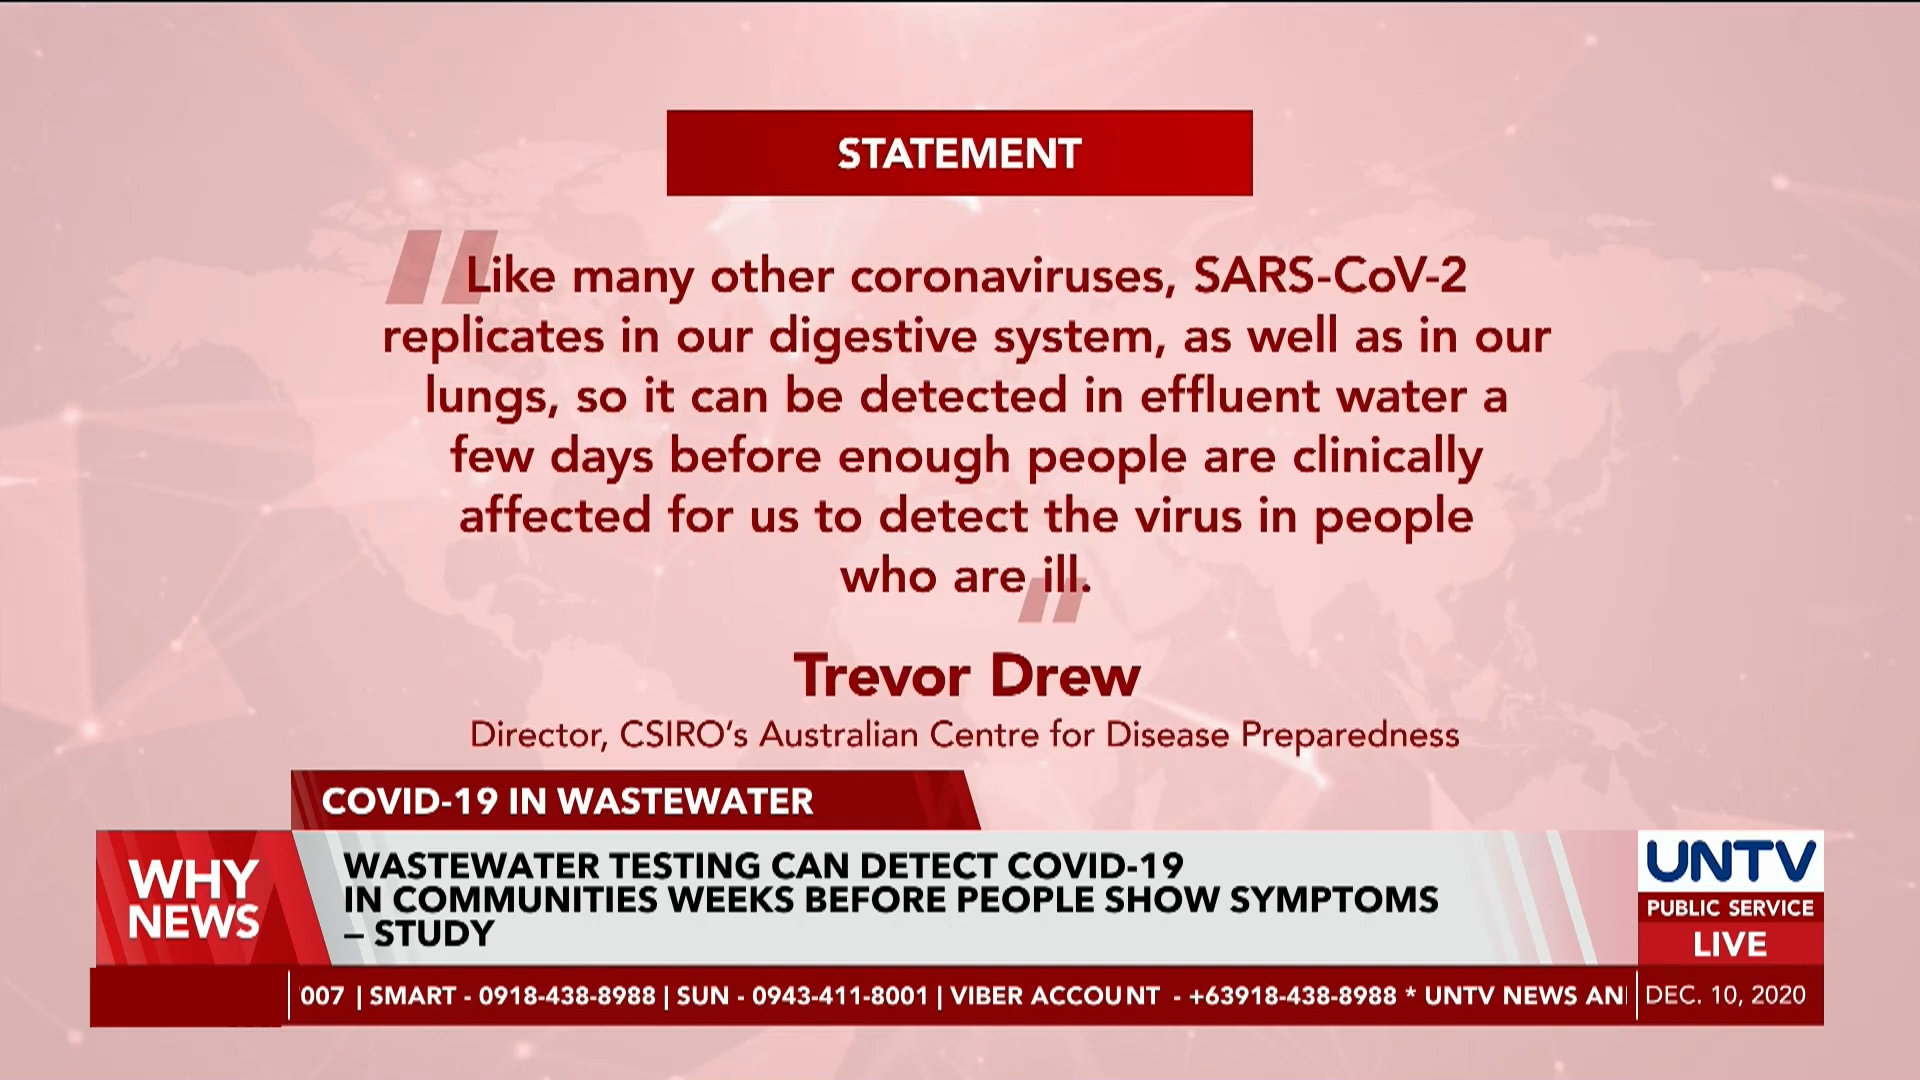 STATEMENT
"Like many other coronaviruses, SARS-CoV-2
replicates in our digestive system, as well as in our
lungs, so it can be detected in effluent water a
few days before enough people are clinically
affected for us to detect the virus in people
who are ill."
Trevor Drew
Director, CSIRO's Australian Centre for Disease Preparedness
COVID-19 IN WASTEWATER
WHY
NEWS
WASTEWATER TESTING CAN DETECT COVID-19
IN COMMUNITIES WEEKS BEFORE PEOPLE SHOW SYMPTOMS
– STUDY
UNTV
PUBLIC SERVICE
LIVE
007 | SMART - 0918-438-8988 | SUN - 0943-411-8001 | VIBER ACCOUNT - +63918-438-8988 * UNTV NEWS AN
DEC. 10, 2020